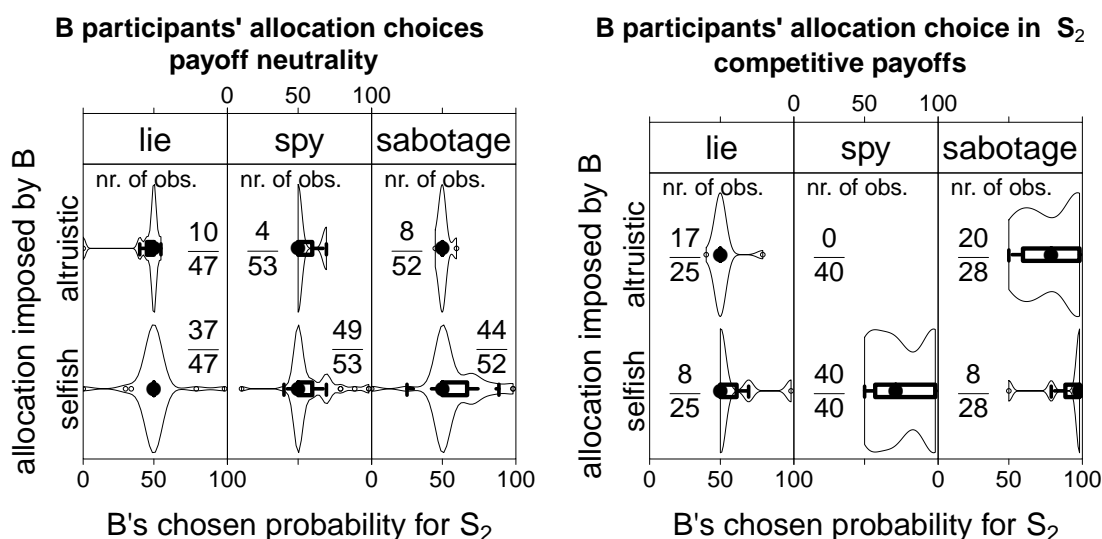 B participants' allocation choices
payoff neutrality
0 50 100
lie spy sabotage
nr. of obs. nr. of obs. nr. of obs.
allocation imposed by B
altruistic
10/47 4/53 8/52
selfish
37/47 49/53 44/52
0 50 100 0 50 100
B's chosen probability for S2
B participants' allocation choice in S2
competitive payoffs
0 50 100
lie spy sabotage
nr. of obs. nr. of obs. nr. of obs.
allocation imposed by B
altruistic
17/25 0/40 20/28
selfish
8/25 40/40 8/28
0 50 100 0 50 100
B's chosen probability for S2